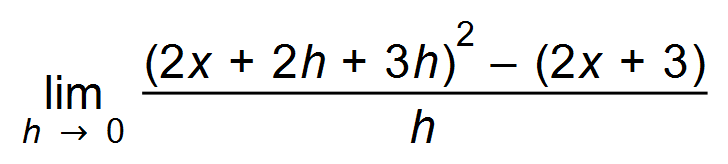 lim h → 0 (2x + 2h + 3h)² – (2x + 3)
h